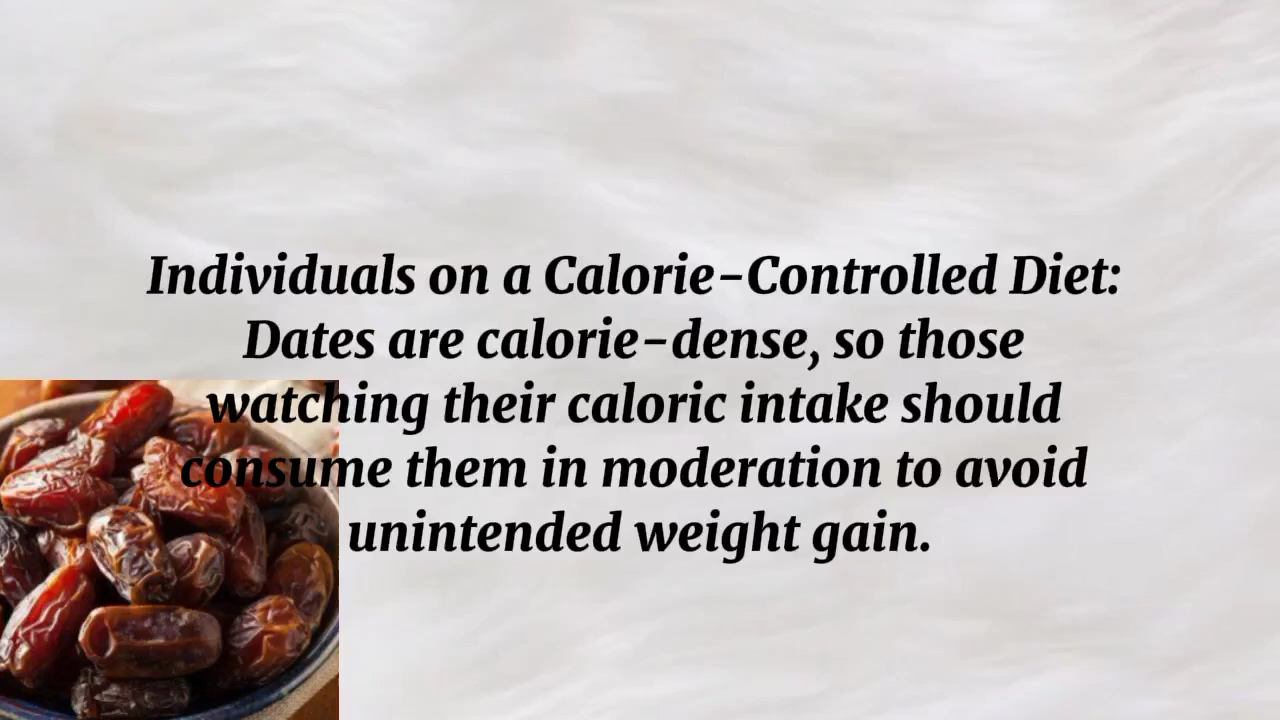 Individuals on a Calorie-Controlled Diet:
Dates are calorie-dense, so those
watching their caloric intake should
consume them in moderation to avoid
unintended weight gain.